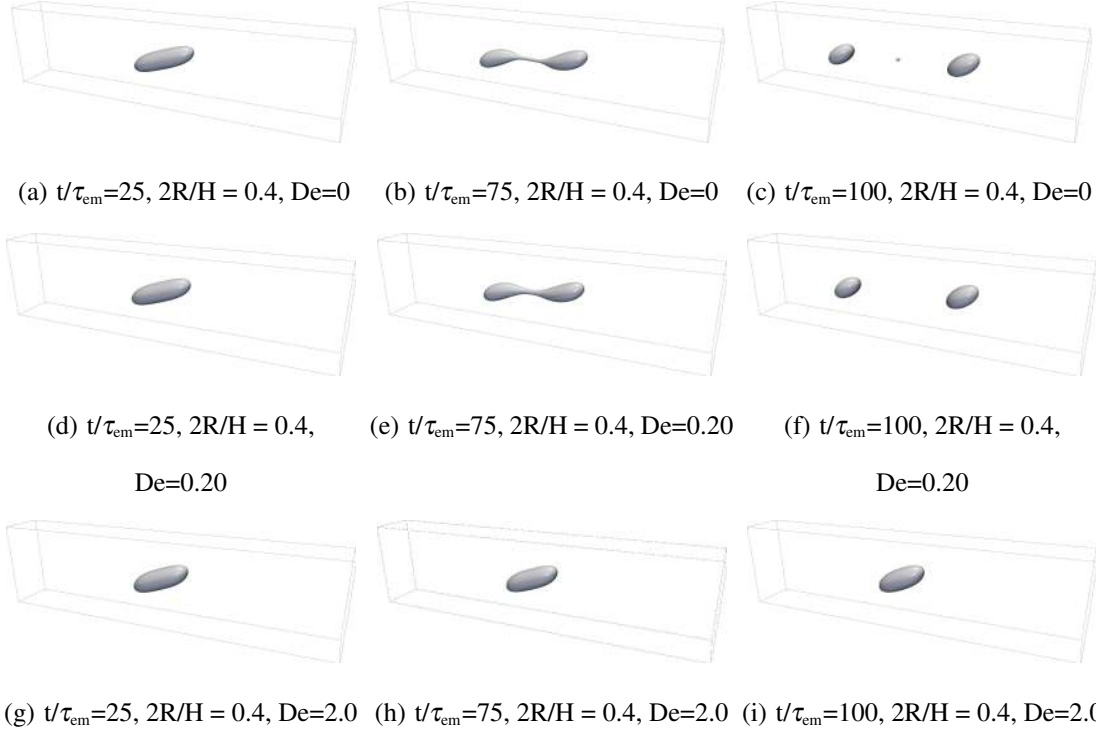 (a) t/τem=25, 2R/H = 0.4, De=0
(b) t/τem=75, 2R/H = 0.4, De=0
(c) t/τem=100, 2R/H = 0.4, De=0
(d) t/τem=25, 2R/H = 0.4,
De=0.20
(e) t/τem=75, 2R/H = 0.4, De=0.20
(f) t/τem=100, 2R/H = 0.4,
De=0.20
(g) t/τem=25, 2R/H = 0.4, De=2.0
(h) t/τem=75, 2R/H = 0.4, De=2.0
(i) t/τem=100, 2R/H = 0.4, De=2.0